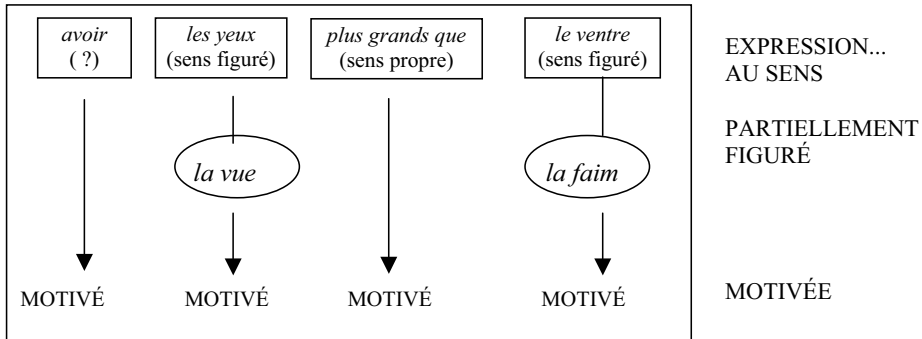 avoir
( ?)
les yeux
(sens figuré)
plus grands que
(sens propre)
le ventre
(sens figuré)
EXPRESSION...
AU SENS
PARTIELLEMENT
FIGURÉ
la vue
la faim
MOTIVÉ
MOTIVÉ
MOTIVÉ
MOTIVÉ
MOTIVÉE